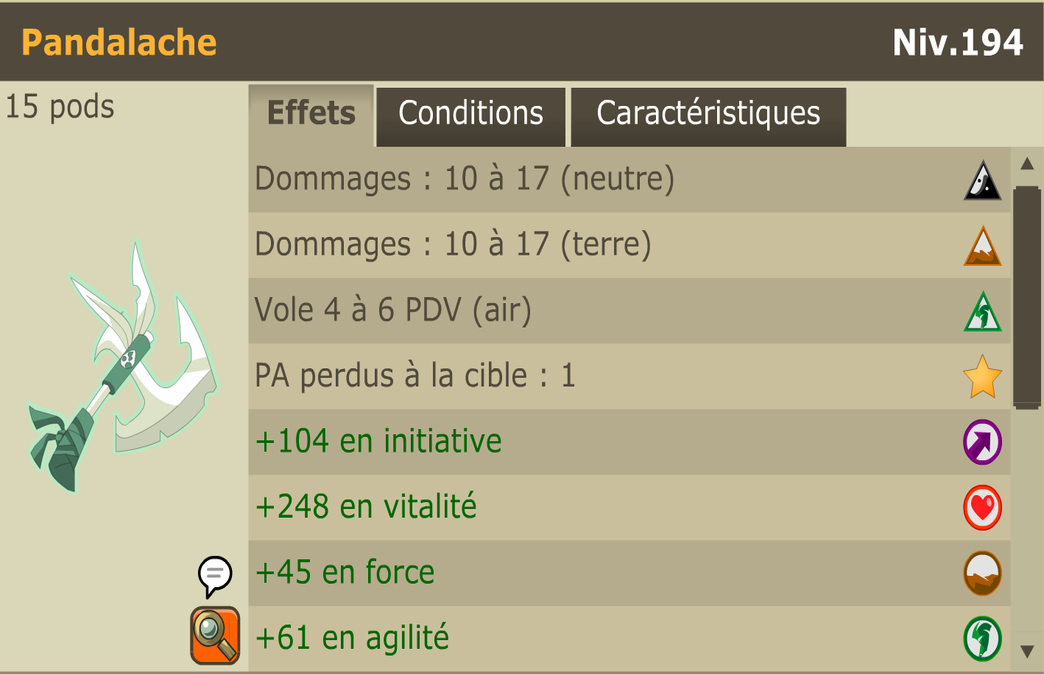 Pandalache
Niv.194
15 pods
Effets
Conditions
Caractéristiques
Dommages : 10 à 17 (neutre)
Dommages : 10 à 17 (terre)
Vole 4 à 6 PDV (air)
PA perdus à la cible : 1
+104 en initiative
+248 en vitalité
+45 en force
+61 en agilité